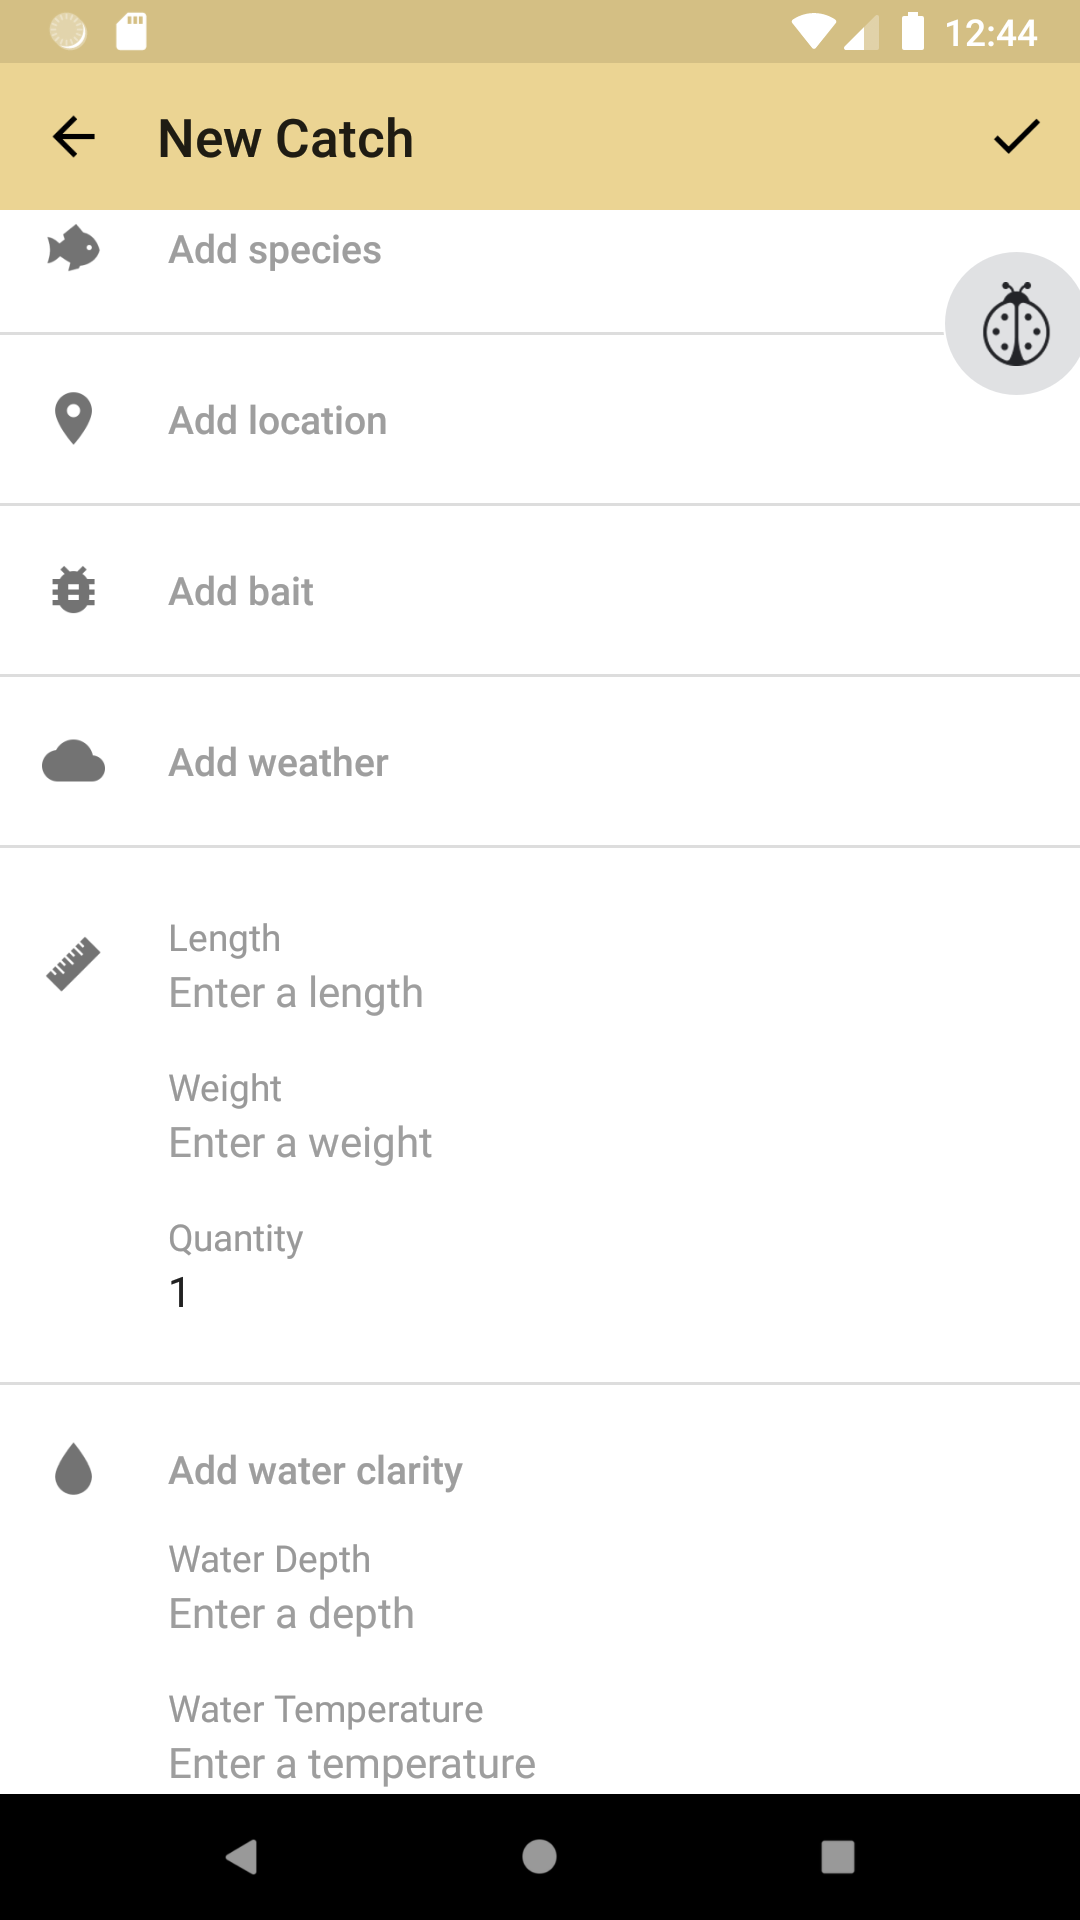 12:44
New Catch
Add species
Add location
Add bait
Add weather
Length
Enter a length
Weight
Enter a weight
Quantity
1
Add water clarity
Water Depth
Enter a depth
Water Temperature
Enter a temperature